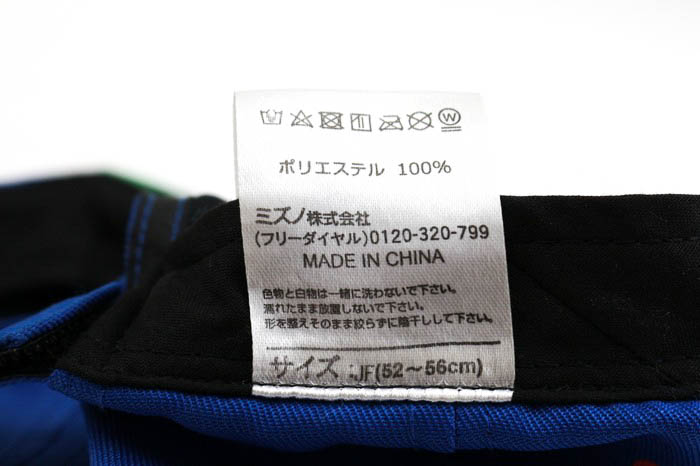 ポリエステル 100%
ミズノ株式会社
(フリーダイヤル)0120-320-799
MADE IN CHINA
色物と白物は一緒に洗わないで下さい。
濡れたまま放置しないで下さい。
形を整えそのまま絞らずに陰干しして下さい。
サイズ:JF(52～56cm)